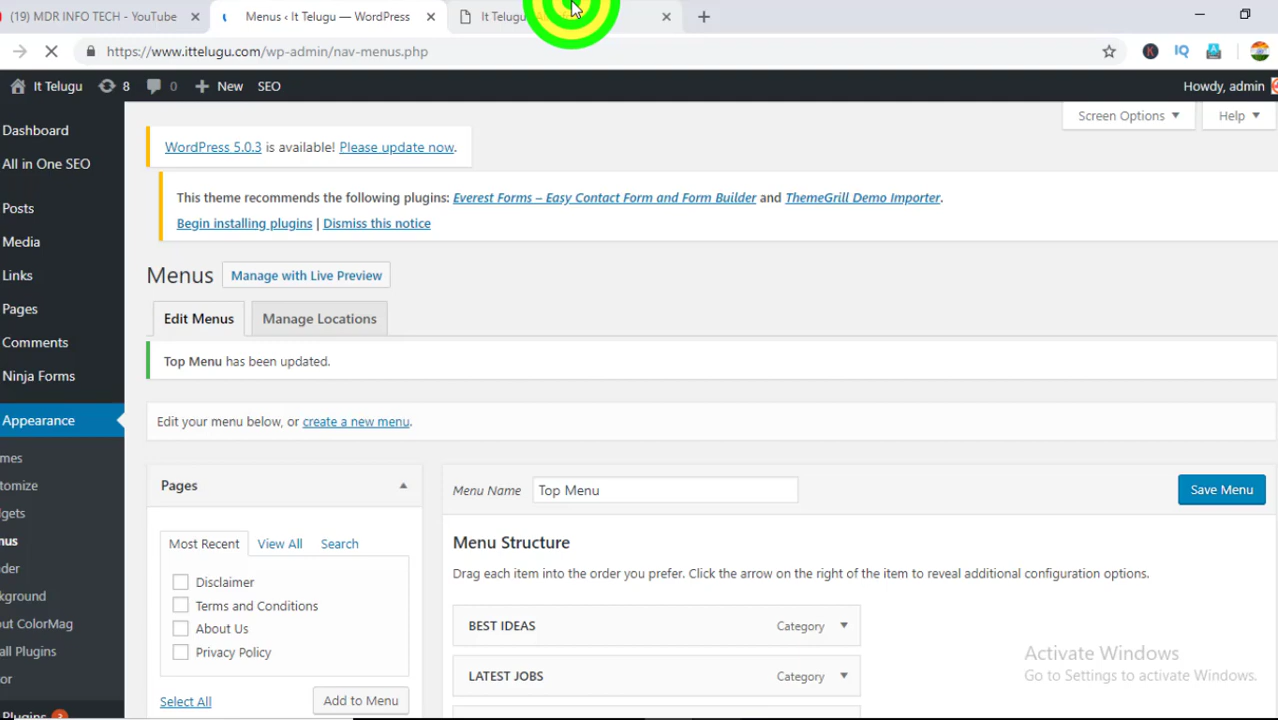 (19) MDR INFO TECH - YouTube
Menus ‹ It Telugu — WordPress
It Telugu
https://www.ittelugu.com/wp-admin/nav-menus.php
It Telugu 8 0 New SEO Howdy, admin
Screen Options Help
Dashboard
All in One SEO
Posts
Media
Links
Pages
Comments
Ninja Forms
Appearance
mes
tomize
gets
nus
der
kground
ut ColorMag
all Plugins
or
Plugins
WordPress 5.0.3 is available! Please update now.
This theme recommends the following plugins: Everest Forms – Easy Contact Form and Form Builder and ThemeGrill Demo Importer.
Begin installing plugins | Dismiss this notice
Menus Manage with Live Preview
Edit Menus Manage Locations
Top Menu has been updated.
Edit your menu below, or create a new menu.
Pages
Most Recent View All Search
Disclaimer
Terms and Conditions
About Us
Privacy Policy
Select All Add to Menu
Menu Name Top Menu Save Menu
Menu Structure
Drag each item into the order you prefer. Click the arrow on the right of the item to reveal additional configuration options.
BEST IDEAS Category
LATEST JOBS Category
Activate Windows
Go to Settings to activate Windows.